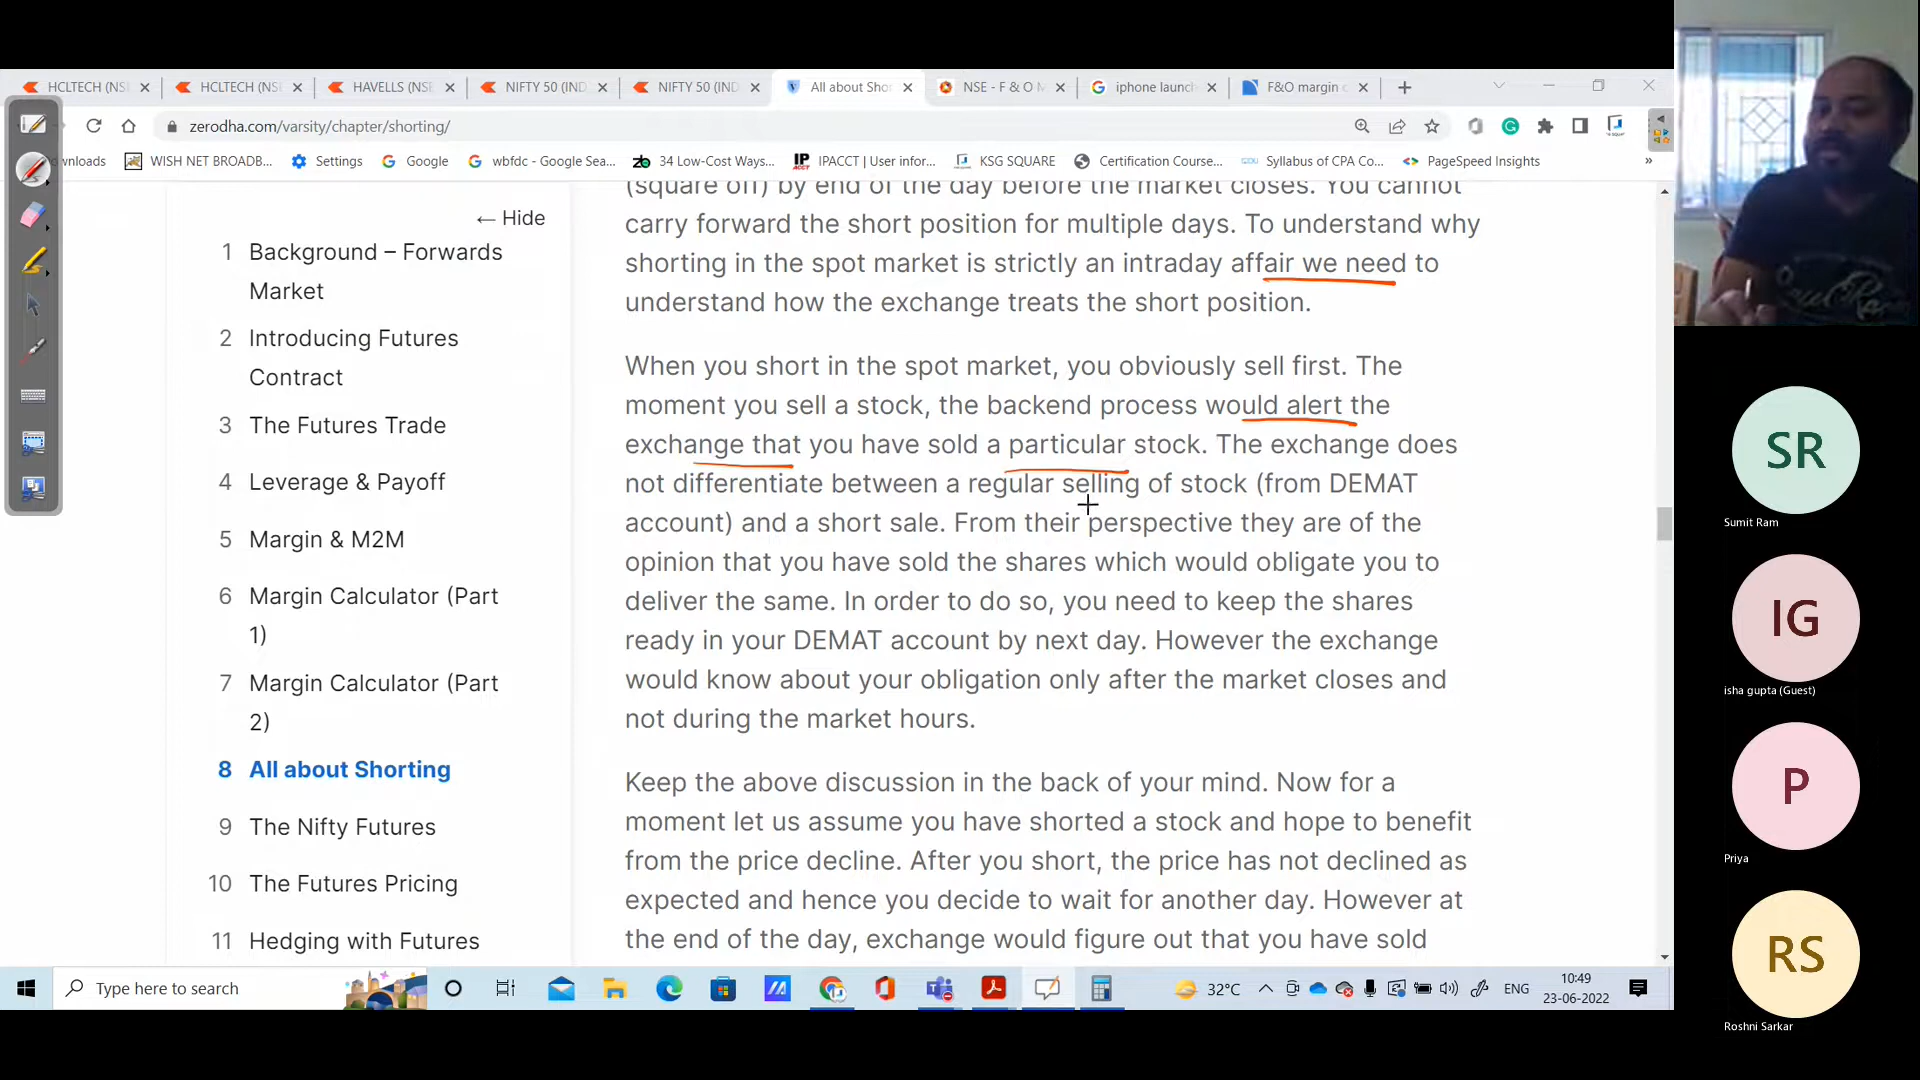 HCLTECH (NSE
HCLTECH (NSE
HAVELLS (NSE
NIFTY 50 (IND
NIFTY 50 (IND
All about Shor
NSE - F & O M
iphone launch
F&O margin c
zerodha.com/varsity/chapter/shorting/
wnloads
WISH NET BROADB...
Settings
Google
wbfdc - Google Sea...
34 Low-Cost Ways...
IPACCT | User infor...
KSG SQUARE
Certification Course...
Syllabus of CPA Co...
PageSpeed Insights
»
← Hide
1 Background – Forwards
Market
2 Introducing Futures
Contract
3 The Futures Trade
4 Leverage & Payoff
5 Margin & M2M
6 Margin Calculator (Part
1)
7 Margin Calculator (Part
2)
8 All about Shorting
9 The Nifty Futures
10 The Futures Pricing
11 Hedging with Futures
(square off) by end of the day before the market closes. You cannot
carry forward the short position for multiple days. To understand why
shorting in the spot market is strictly an intraday affair we need to
understand how the exchange treats the short position.
When you short in the spot market, you obviously sell first. The
moment you sell a stock, the backend process would alert the
exchange that you have sold a particular stock. The exchange does
not differentiate between a regular selling of stock (from DEMAT
account) and a short sale. From their perspective they are of the
opinion that you have sold the shares which would obligate you to
deliver the same. In order to do so, you need to keep the shares
ready in your DEMAT account by next day. However the exchange
would know about your obligation only after the market closes and
not during the market hours.
Keep the above discussion in the back of your mind. Now for a
moment let us assume you have shorted a stock and hope to benefit
from the price decline. After you short, the price has not declined as
expected and hence you decide to wait for another day. However at
the end of the day, exchange would figure out that you have sold
SR
Sumit Ram
IG
isha gupta (Guest)
P
Priya
RS
Roshni Sarkar
Type here to search
32°C
ENG
10:49
23-06-2022